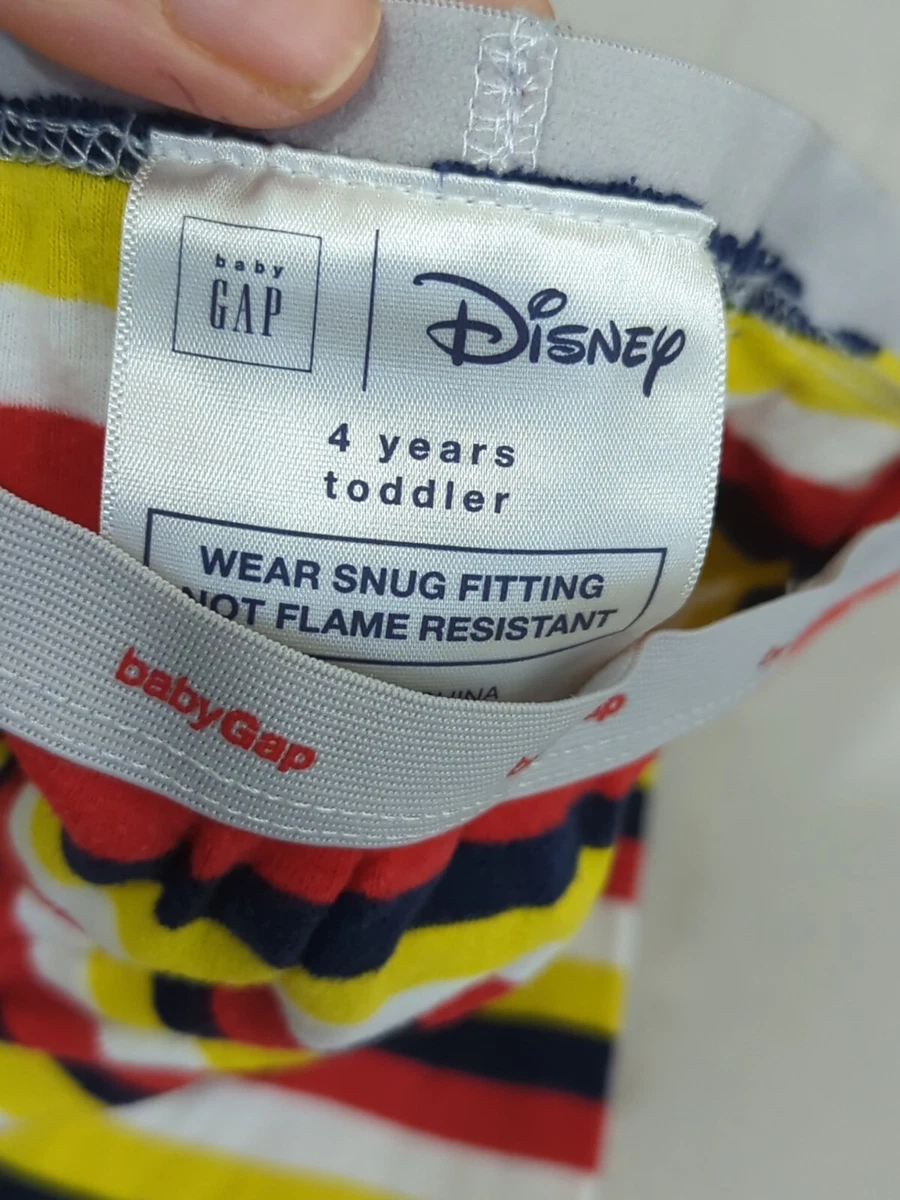 baby
GAP
Disney
4 years
toddler
WEAR SNUG FITTING
NOT FLAME RESISTANT
babyGap